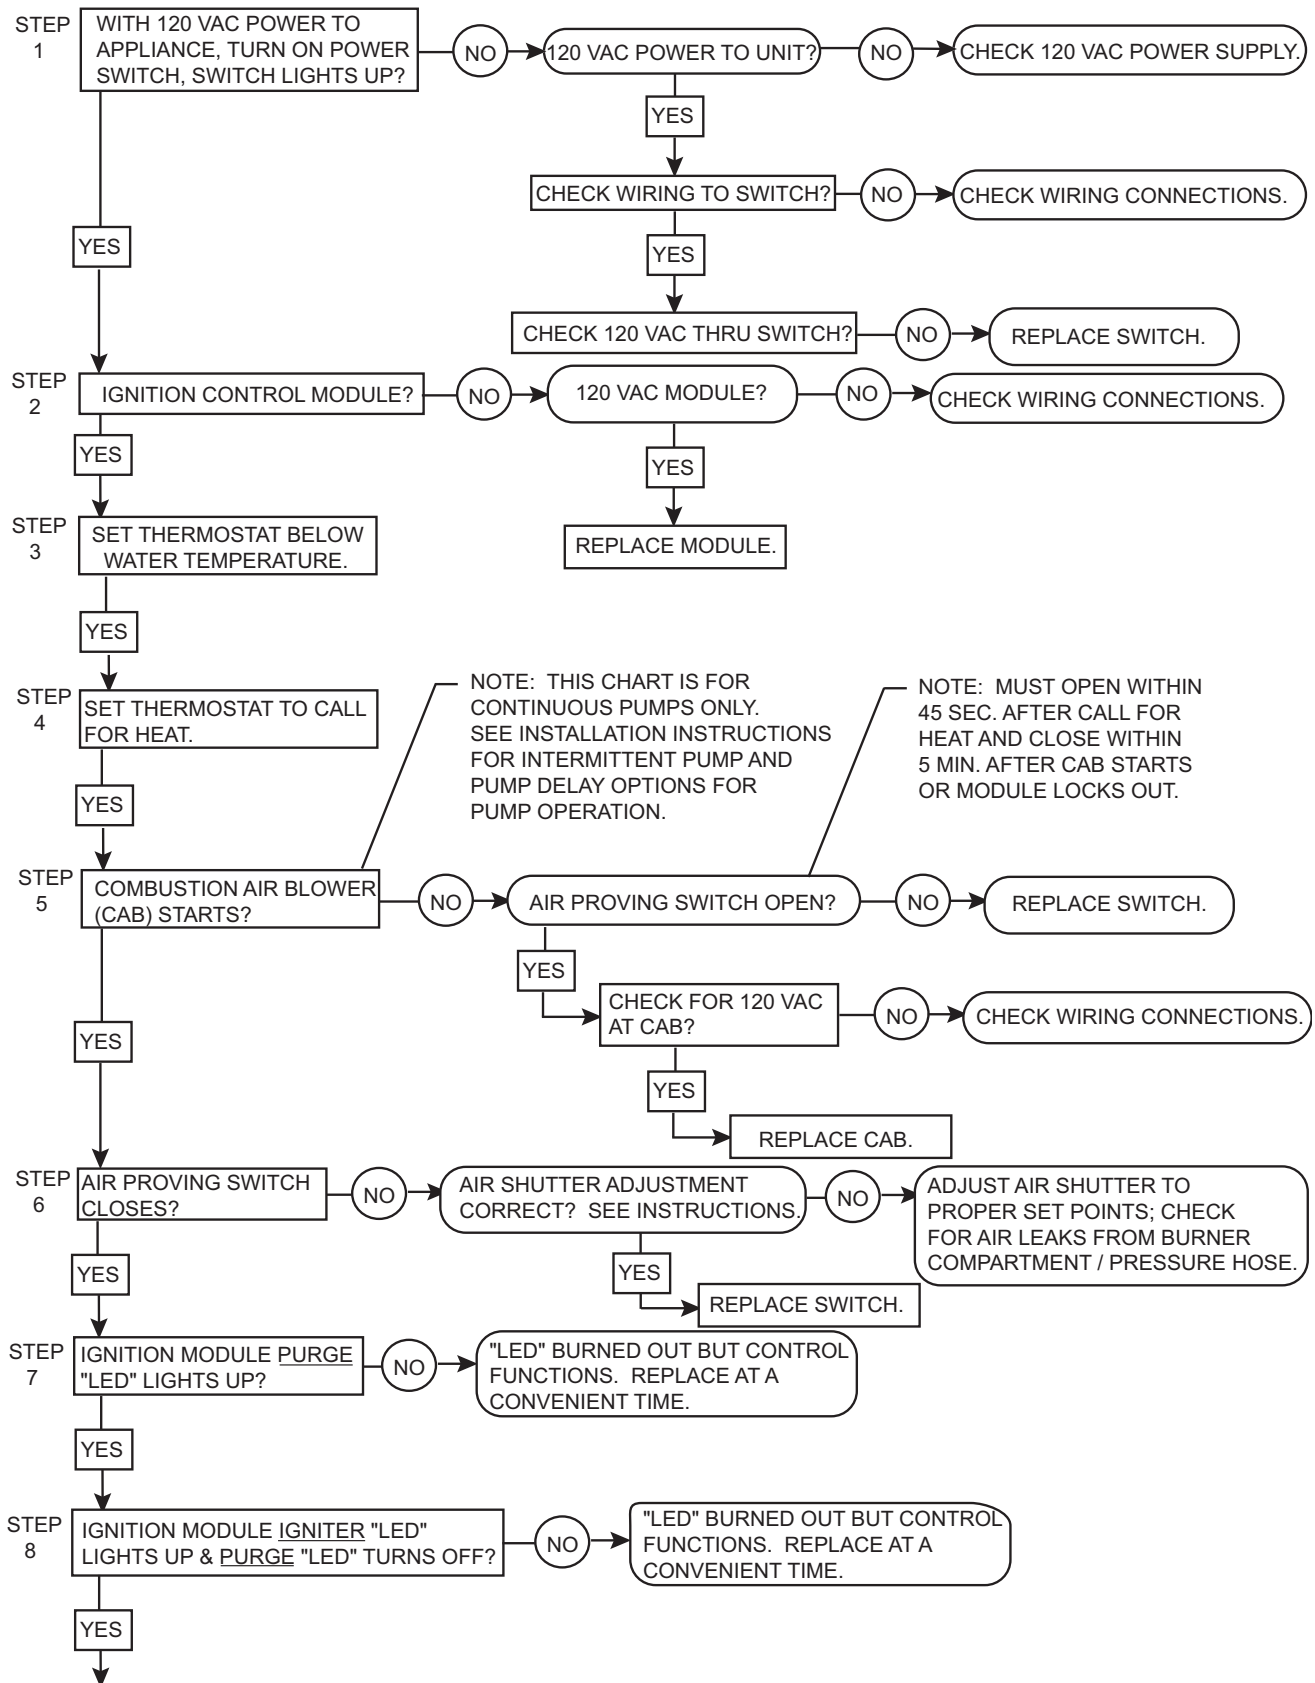 STEP
1
WITH 120 VAC POWER TO
APPLIANCE, TURN ON POWER
SWITCH, SWITCH LIGHTS UP?
NO
120 VAC POWER TO UNIT?
NO
CHECK 120 VAC POWER SUPPLY.
YES
CHECK WIRING TO SWITCH?
NO
CHECK WIRING CONNECTIONS.
YES
YES
CHECK 120 VAC THRU SWITCH?
NO
REPLACE SWITCH.
STEP
2
IGNITION CONTROL MODULE?
NO
120 VAC MODULE?
NO
CHECK WIRING CONNECTIONS.
YES
YES
REPLACE MODULE.
STEP
3
SET THERMOSTAT BELOW
WATER TEMPERATURE.
YES
STEP
4
SET THERMOSTAT TO CALL
FOR HEAT.
NOTE: THIS CHART IS FOR
CONTINUOUS PUMPS ONLY.
SEE INSTALLATION INSTRUCTIONS
FOR INTERMITTENT PUMP AND
PUMP DELAY OPTIONS FOR
PUMP OPERATION.
NOTE: MUST OPEN WITHIN
45 SEC. AFTER CALL FOR
HEAT AND CLOSE WITHIN
5 MIN. AFTER CAB STARTS
OR MODULE LOCKS OUT.
YES
STEP
5
COMBUSTION AIR BLOWER
(CAB) STARTS?
NO
AIR PROVING SWITCH OPEN?
NO
REPLACE SWITCH.
YES
CHECK FOR 120 VAC
AT CAB?
NO
CHECK WIRING CONNECTIONS.
YES
YES
REPLACE CAB.
STEP
6
AIR PROVING SWITCH
CLOSES?
NO
AIR SHUTTER ADJUSTMENT
CORRECT? SEE INSTRUCTIONS.
NO
ADJUST AIR SHUTTER TO
PROPER SET POINTS; CHECK
FOR AIR LEAKS FROM BURNER
COMPARTMENT / PRESSURE HOSE.
YES
YES
REPLACE SWITCH.
STEP
7
IGNITION MODULE PURGE
"LED" LIGHTS UP?
NO
"LED" BURNED OUT BUT CONTROL
FUNCTIONS. REPLACE AT A
CONVENIENT TIME.
YES
STEP
8
IGNITION MODULE IGNITER "LED"
LIGHTS UP & PURGE "LED" TURNS OFF?
NO
"LED" BURNED OUT BUT CONTROL
FUNCTIONS. REPLACE AT A
CONVENIENT TIME.
YES